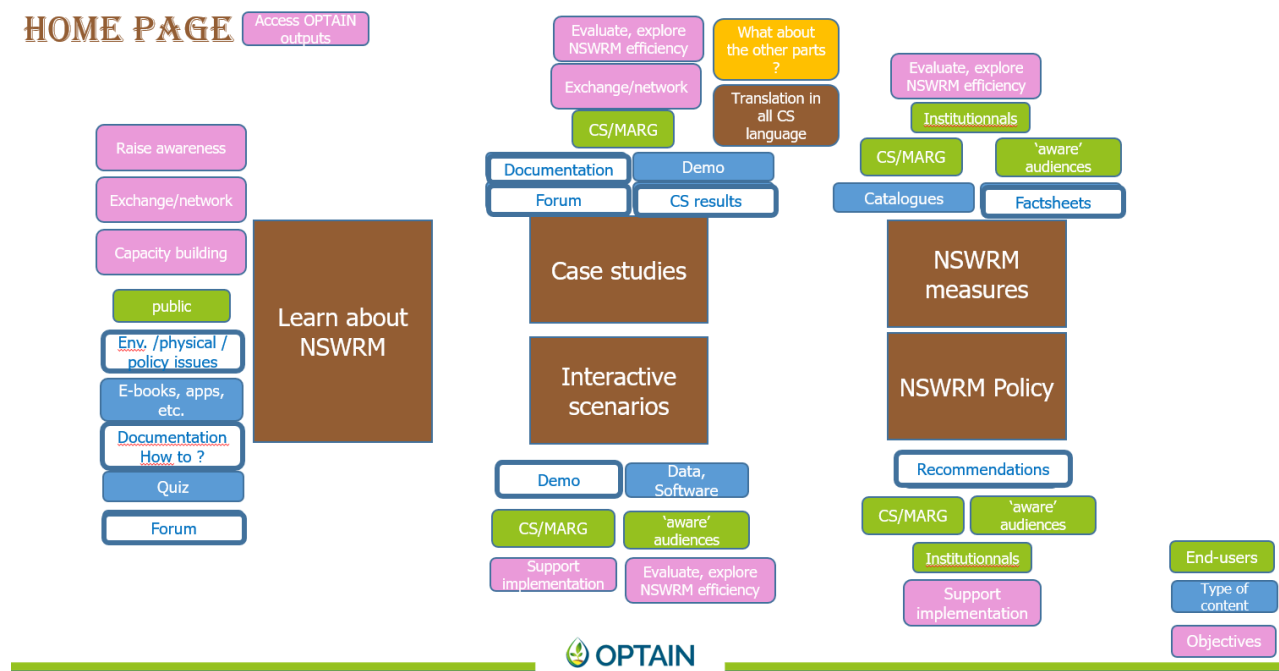 HOME PAGE
Access OPTAIN
outputs
Raise awareness
Exchange/network
Capacity building
public
Env. /physical /
policy issues
E-books, apps,
etc.
Documentation
How to ?
Quiz
Forum
Learn about
NSWRM
Evaluate, explore
NSWRM efficiency
Exchange/network
CS/MARG
What about
the other parts
?
Translation in
all CS
language
Documentation
Demo
Forum
CS results
Case studies
Interactive
scenarios
Demo
Data,
Software
CS/MARG
'aware'
audiences
Support
implementation
Evaluate, explore
NSWRM efficiency
Evaluate, explore
NSWRM efficiency
Institutionnals
CS/MARG
'aware'
audiences
Catalogues
Factsheets
NSWRM
measures
NSWRM Policy
Recommendations
CS/MARG
'aware'
audiences
Institutionnals
Support
implementation
End-users
Type of
content
Objectives
OPTAIN